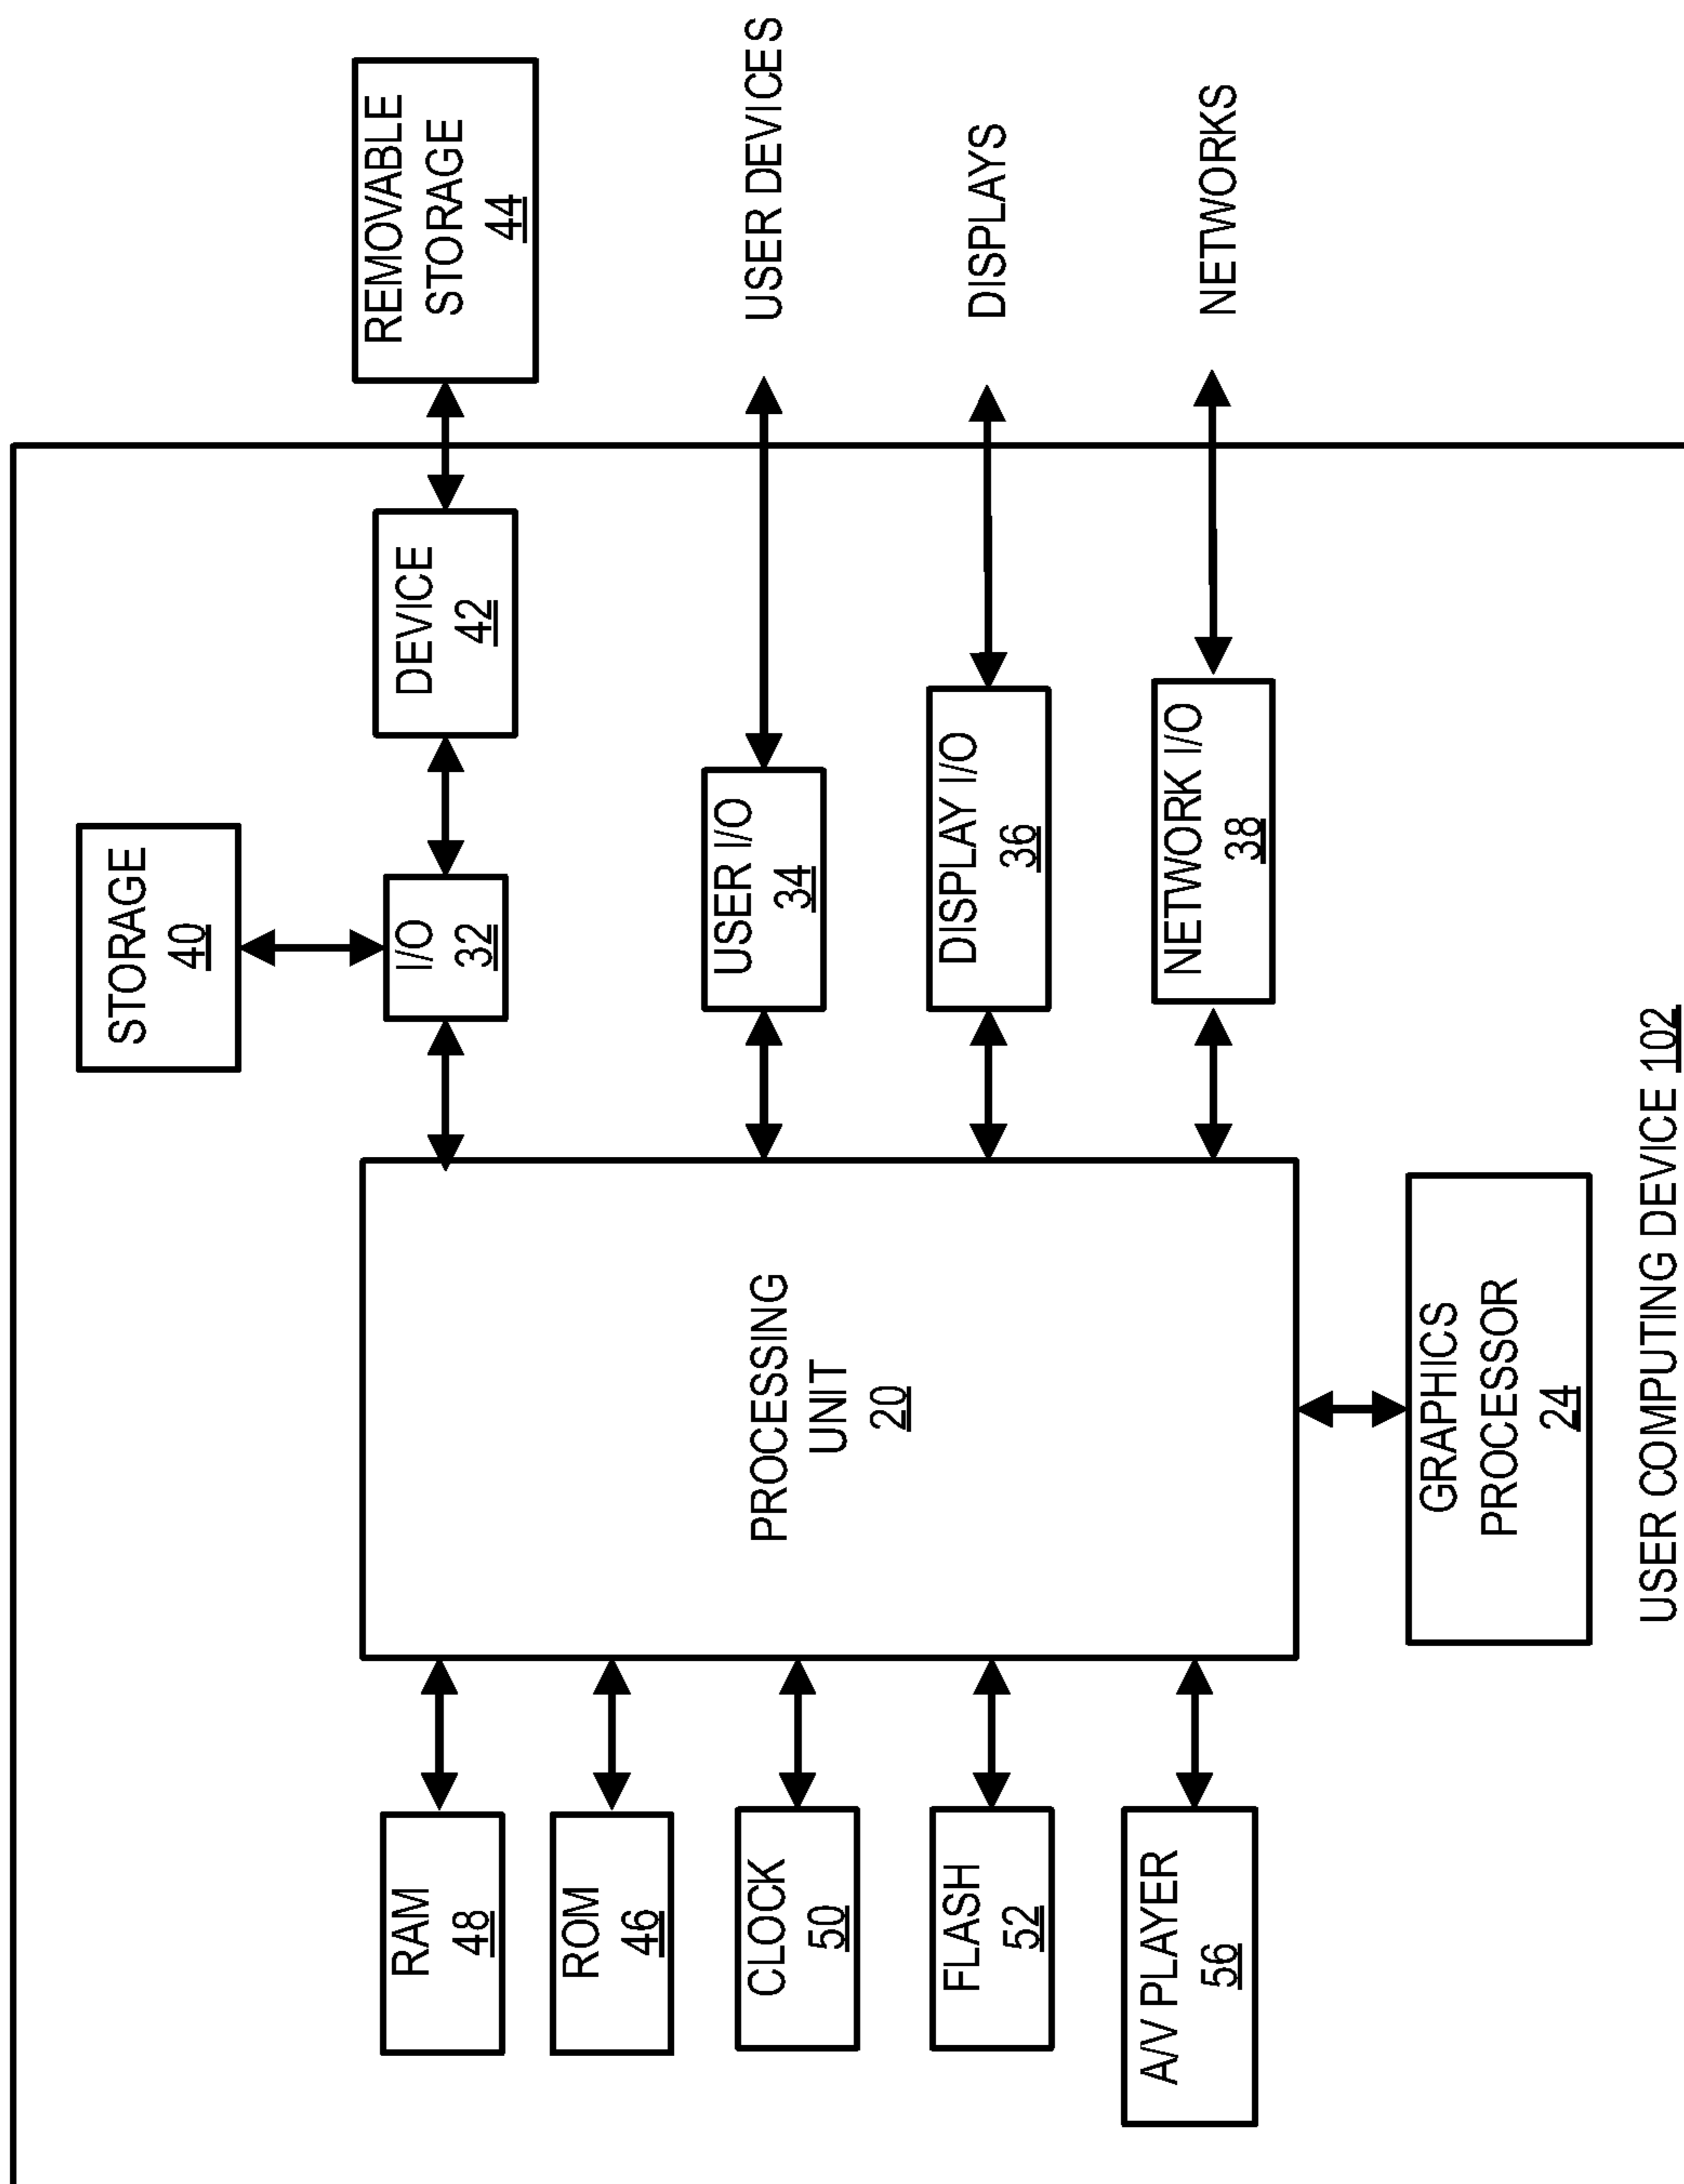 STORAGE
40
REMOVABLE
STORAGE
44
DEVICE
42
I/O
32
RAM
48
ROM
46
CLOCK
50
FLASH
52
A/V PLAYER
56
PROCESSING
UNIT
20
USER I/O
34
USER DEVICES
DISPLAY I/O
36
DISPLAYS
NETWORK I/O
38
NETWORKS
GRAPHICS
PROCESSOR
24
USER COMPUTING DEVICE 102